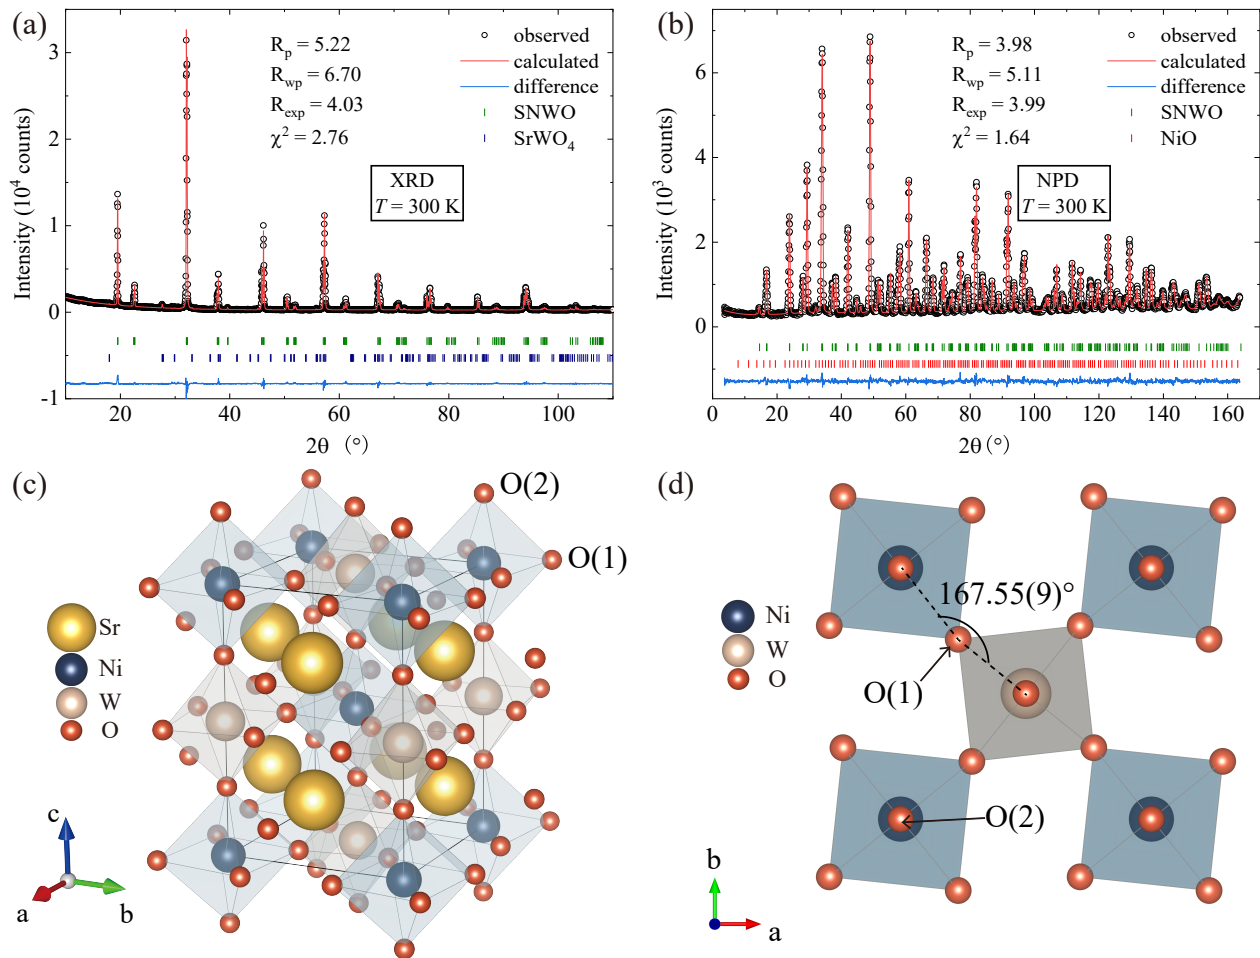 (a)
3
2
1
0
-1
Intensity (10⁴ counts)
R_p = 5.22
R_wp = 6.70
R_exp = 4.03
χ² = 2.76
observed
calculated
difference
SNWO
SrWO₄
XRD
T = 300 K
20 40 60 80 100
2θ （°）
(b)
6
4
2
0
Intensity (10³ counts)
R_p = 3.98
R_wp = 5.11
R_exp = 3.99
χ² = 1.64
observed
calculated
difference
SNWO
NiO
NPD
T = 300 K
0 20 40 60 80 100 120 140 160
2θ （°）
(c)
O(2)
O(1)
Sr
Ni
W
O
c
a
b
(d)
167.55(9)°
Ni
W
O
O(1)
O(2)
b
a